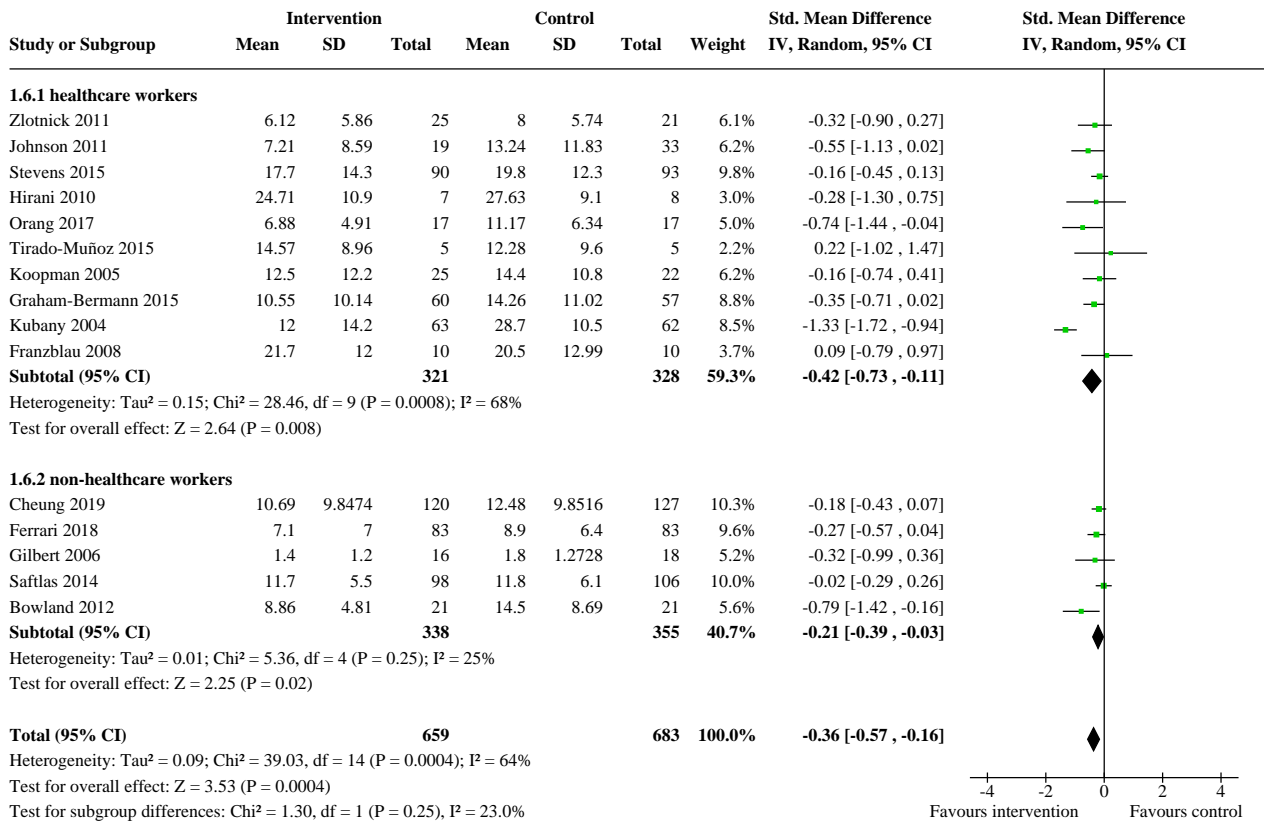 Intervention Control Std. Mean Difference Std. Mean Difference
Study or Subgroup Mean SD Total Mean SD Total Weight IV, Random, 95% CI IV, Random, 95% CI
1.6.1 healthcare workers
Zlotnick 2011 6.12 5.86 25 8 5.74 21 6.1% -0.32 [-0.90 , 0.27]
Johnson 2011 7.21 8.59 19 13.24 11.83 33 6.2% -0.55 [-1.13 , 0.02]
Stevens 2015 17.7 14.3 90 19.8 12.3 93 9.8% -0.16 [-0.45 , 0.13]
Hirani 2010 24.71 10.9 7 27.63 9.1 8 3.0% -0.28 [-1.30 , 0.75]
Orang 2017 6.88 4.91 17 11.17 6.34 17 5.0% -0.74 [-1.44 , -0.04]
Tirado-Muñoz 2015 14.57 8.96 5 12.28 9.6 5 2.2% 0.22 [-1.02 , 1.47]
Koopman 2005 12.5 12.2 25 14.4 10.8 22 6.2% -0.16 [-0.74 , 0.41]
Graham-Bermann 2015 10.55 10.14 60 14.26 11.02 57 8.8% -0.35 [-0.71 , 0.02]
Kubany 2004 12 14.2 63 28.7 10.5 62 8.5% -1.33 [-1.72 , -0.94]
Franzblau 2008 21.7 12 10 20.5 12.99 10 3.7% 0.09 [-0.79 , 0.97]
Subtotal (95% CI) 321 328 59.3% -0.42 [-0.73 , -0.11]
Heterogeneity: Tau² = 0.15; Chi² = 28.46, df = 9 (P = 0.0008); I² = 68%
Test for overall effect: Z = 2.64 (P = 0.008)
1.6.2 non-healthcare workers
Cheung 2019 10.69 9.8474 120 12.48 9.8516 127 10.3% -0.18 [-0.43 , 0.07]
Ferrari 2018 7.1 7 83 8.9 6.4 83 9.6% -0.27 [-0.57 , 0.04]
Gilbert 2006 1.4 1.2 16 1.8 1.2728 18 5.2% -0.32 [-0.99 , 0.36]
Saftlas 2014 11.7 5.5 98 11.8 6.1 106 10.0% -0.02 [-0.29 , 0.26]
Bowland 2012 8.86 4.81 21 14.5 8.69 21 5.6% -0.79 [-1.42 , -0.16]
Subtotal (95% CI) 338 355 40.7% -0.21 [-0.39 , -0.03]
Heterogeneity: Tau² = 0.01; Chi² = 5.36, df = 4 (P = 0.25); I² = 25%
Test for overall effect: Z = 2.25 (P = 0.02)
Total (95% CI) 659 683 100.0% -0.36 [-0.57 , -0.16]
Heterogeneity: Tau² = 0.09; Chi² = 39.03, df = 14 (P = 0.0004); I² = 64%
Test for overall effect: Z = 3.53 (P = 0.0004)
-4 -2 0 2 4
Test for subgroup differences: Chi² = 1.30, df = 1 (P = 0.25), I² = 23.0%
Favours intervention Favours control